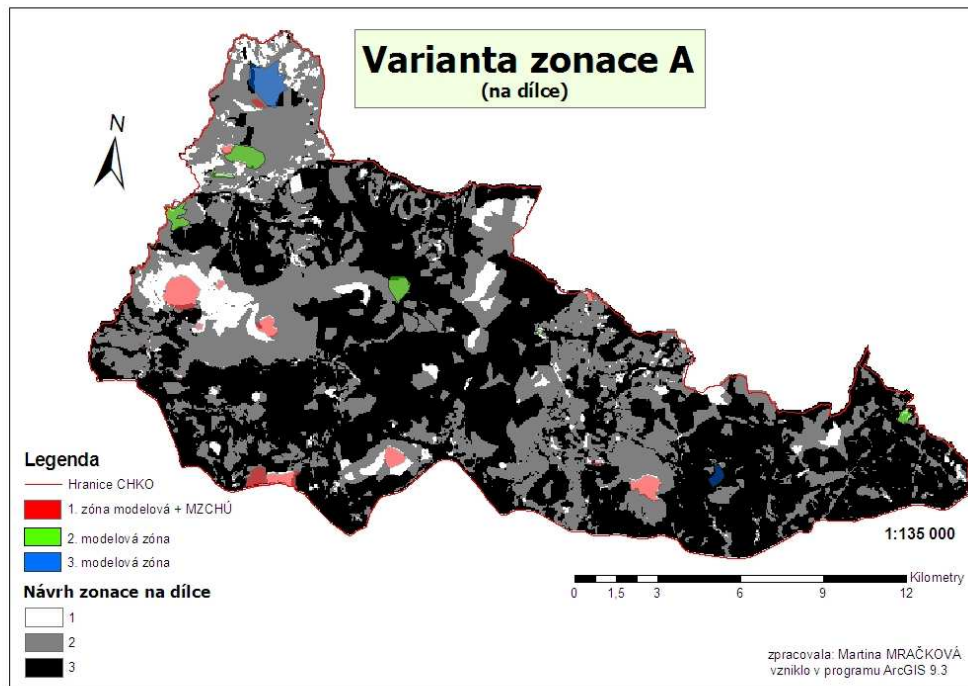 Varianta zonace A
(na dílce)
N
Legenda
Hranice CHKO
1. zóna modelová + MZCHÚ
2. modelová zóna
3. modelová zóna
Návrh zonace na dílce
1
2
3
1:135 000
Kilometry
0 1,5 3 6 9 12
zpracovala: Martina MRAČKOVÁ
vzniklo v programu ArcGIS 9.3